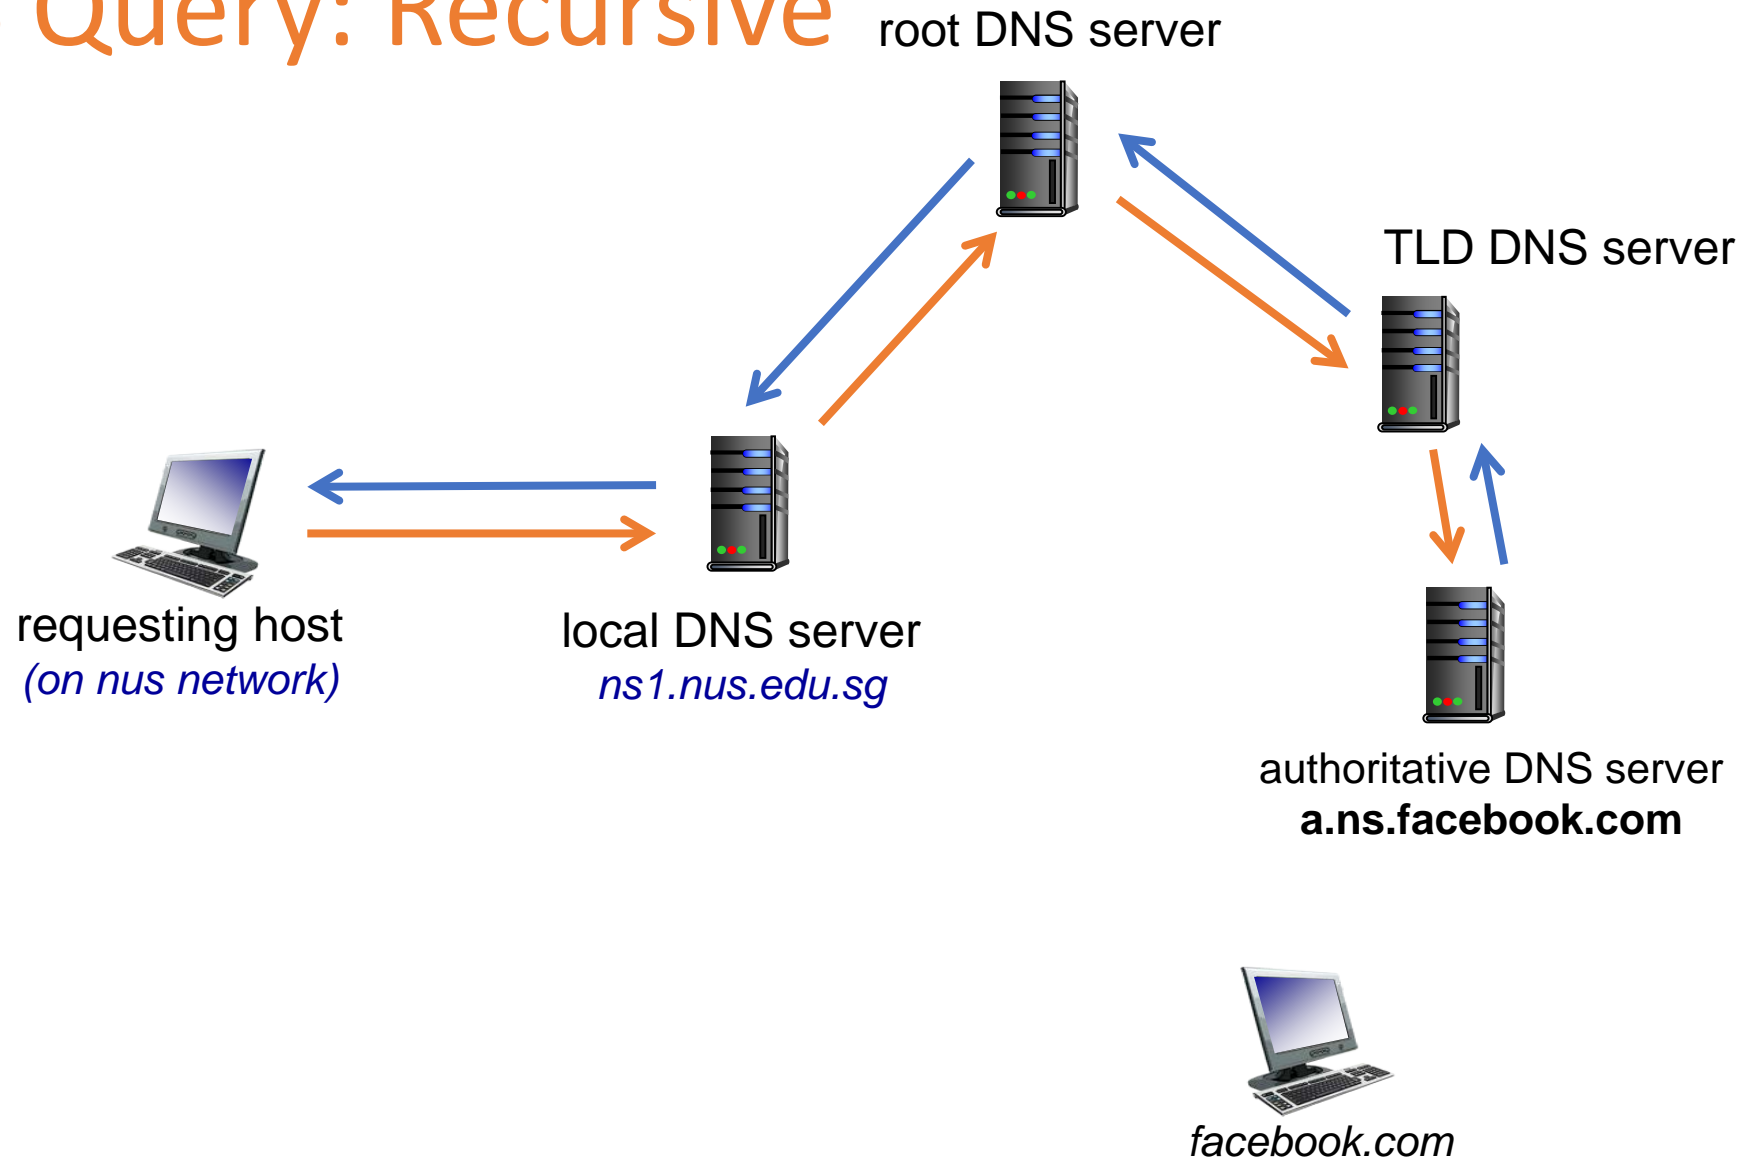 Query: Recursive
root DNS server
TLD DNS server
requesting host
(on nus network)
local DNS server
ns1.nus.edu.sg
authoritative DNS server
a.ns.facebook.com
facebook.com